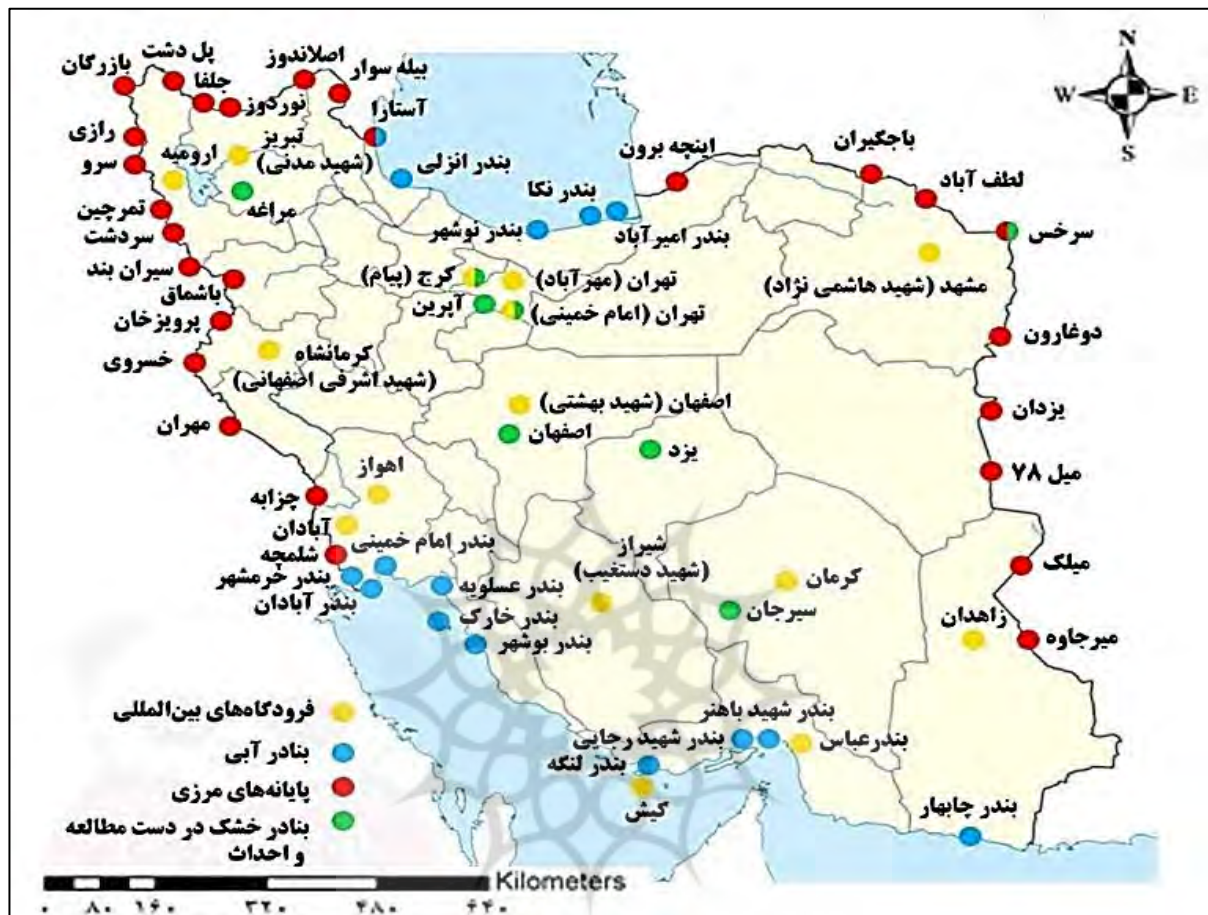 N
W E
S
بازرگان
پل دشت
جلفا
نوردوز
اصلاندوز
بیله سوار
آستارا
رازی
سرو
ارومیه
تبریز
(شهید مدنی)
مراغه
تمرچین
سردشت
سیران بند
باشماق
پرویزخان
خسروی
مهران
کرمانشاه
(شهید اشرفی اصفهانی)
بندر انزلی
بندر نوشهر
بندر نکا
بندر امیرآباد
اینچه برون
باجگیران
لطف آباد
سرخس
مشهد (شهید هاشمی نژاد)
دوغارون
یزدان
میل ۷۸
میلک
میرجاوه
زاهدان
کرج (پیام)
تهران (مهرآباد)
آپرین
تهران (امام خمینی)
اصفهان (شهید بهشتی)
اصفهان
یزد
اهواز
چزابه
آبادان
شلمچه
بندر امام خمینی
بندر خرمشهر
بندر آبادان
بندر عسلویه
بندر خارک
بندر بوشهر
شیراز
(شهید دستغیب)
کرمان
سیرجان
بندر شهید باهنر
بندر شهید رجایی
بندرعباس
بندر لنگه
کیش
بندر چابهار
فرودگاه‌های بین‌المللی
بنادر آبی
پایانه‌های مرزی
بنادر خشک در دست مطالعه
و احداث
Kilometers
۰ ۸۰ ۱۶۰ ۳۲۰ ۴۸۰ ۶۴۰